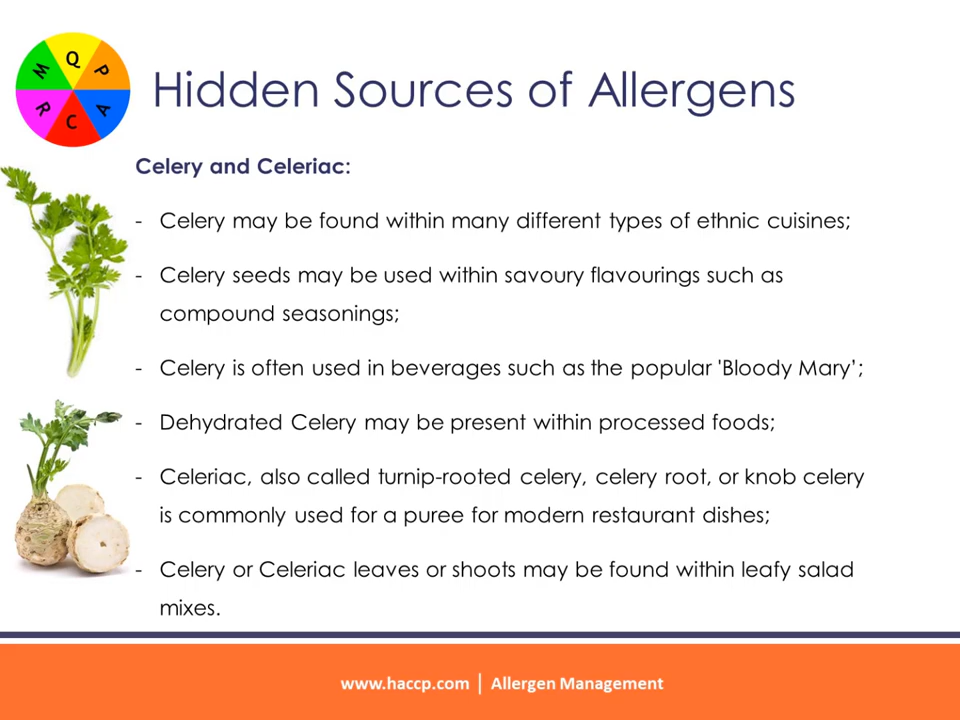 Q
M
P
R
A
C
Hidden Sources of Allergens
Celery and Celeriac:
- Celery may be found within many different types of ethnic cuisines;
- Celery seeds may be used within savoury flavourings such as
compound seasonings;
- Celery is often used in beverages such as the popular 'Bloody Mary’;
- Dehydrated Celery may be present within processed foods;
- Celeriac, also called turnip-rooted celery, celery root, or knob celery
is commonly used for a puree for modern restaurant dishes;
- Celery or Celeriac leaves or shoots may be found within leafy salad
mixes.
www.haccp.com | Allergen Management